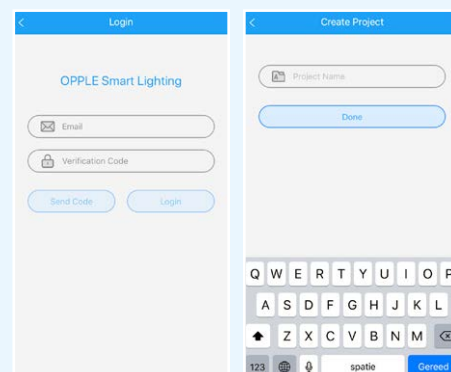 Login
OPPLE Smart Lighting
Email
Verification Code
Send Code
Login
Create Project
Project Name
Done
Q W E R T Y U I O P
A S D F G H J K L
Z X C V B N M
123
spatie
Gereed